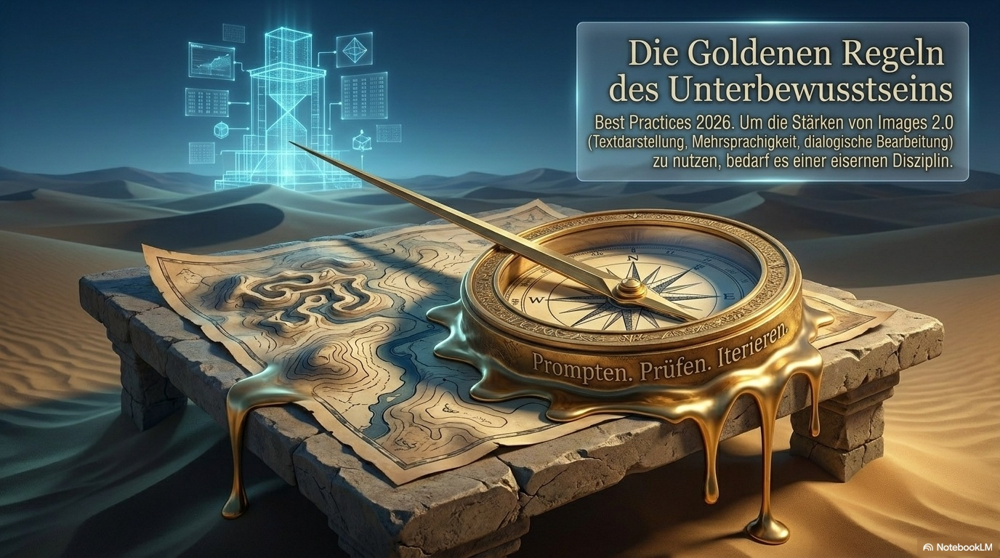 Die Goldenen Regeln
des Unterbewusstseins
Best Practices 2026. Um die Stärken von Images 2.0
(Textdarstellung, Mehrsprachigkeit, dialogische Bearbeitung)
zu nutzen, bedarf es einer eisernen Disziplin.
N
W
E
Prompten. Prüfen. Iterieren.
NotebookLM